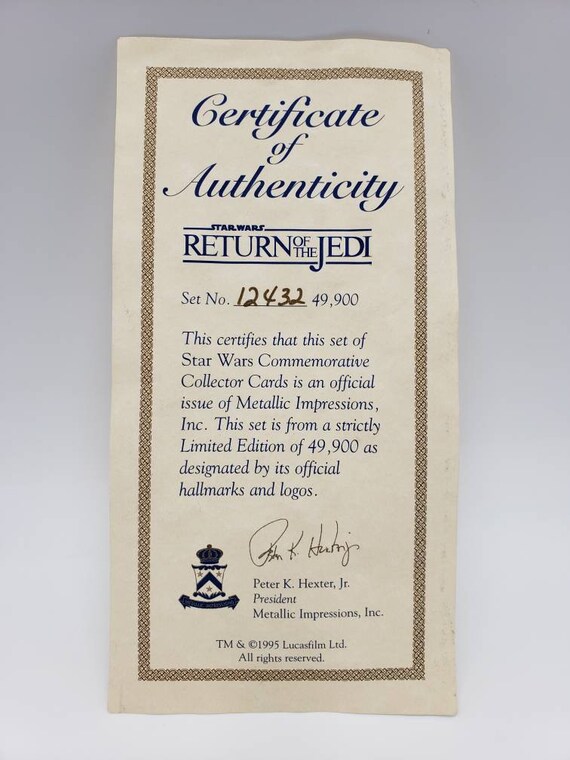 Certificate
of
Authenticity
STAR WARS
RETURN OF THE JEDI
Set No. 12432 49,900
This certifies that this set of
Star Wars Commemorative
Collector Cards is an official
issue of Metallic Impressions,
Inc. This set is from a strictly
Limited Edition of 49,900 as
designated by its official
hallmarks and logos.
Peter K. Hexter, Jr.
President
Metallic Impressions, Inc.
TM & ©1995 Lucasfilm Ltd.
All rights reserved.